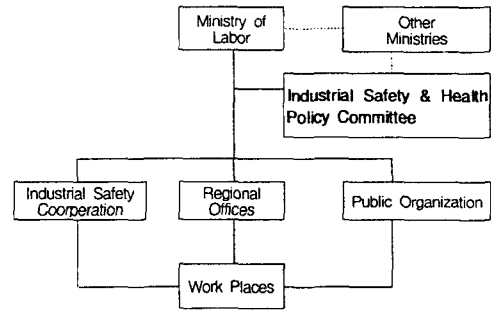 Ministry of
Labor
Other
Ministries
Industrial Safety & Health
Policy Committee
Industrial Safety
Coorperation
Regional
Offices
Public Organization
Work Places